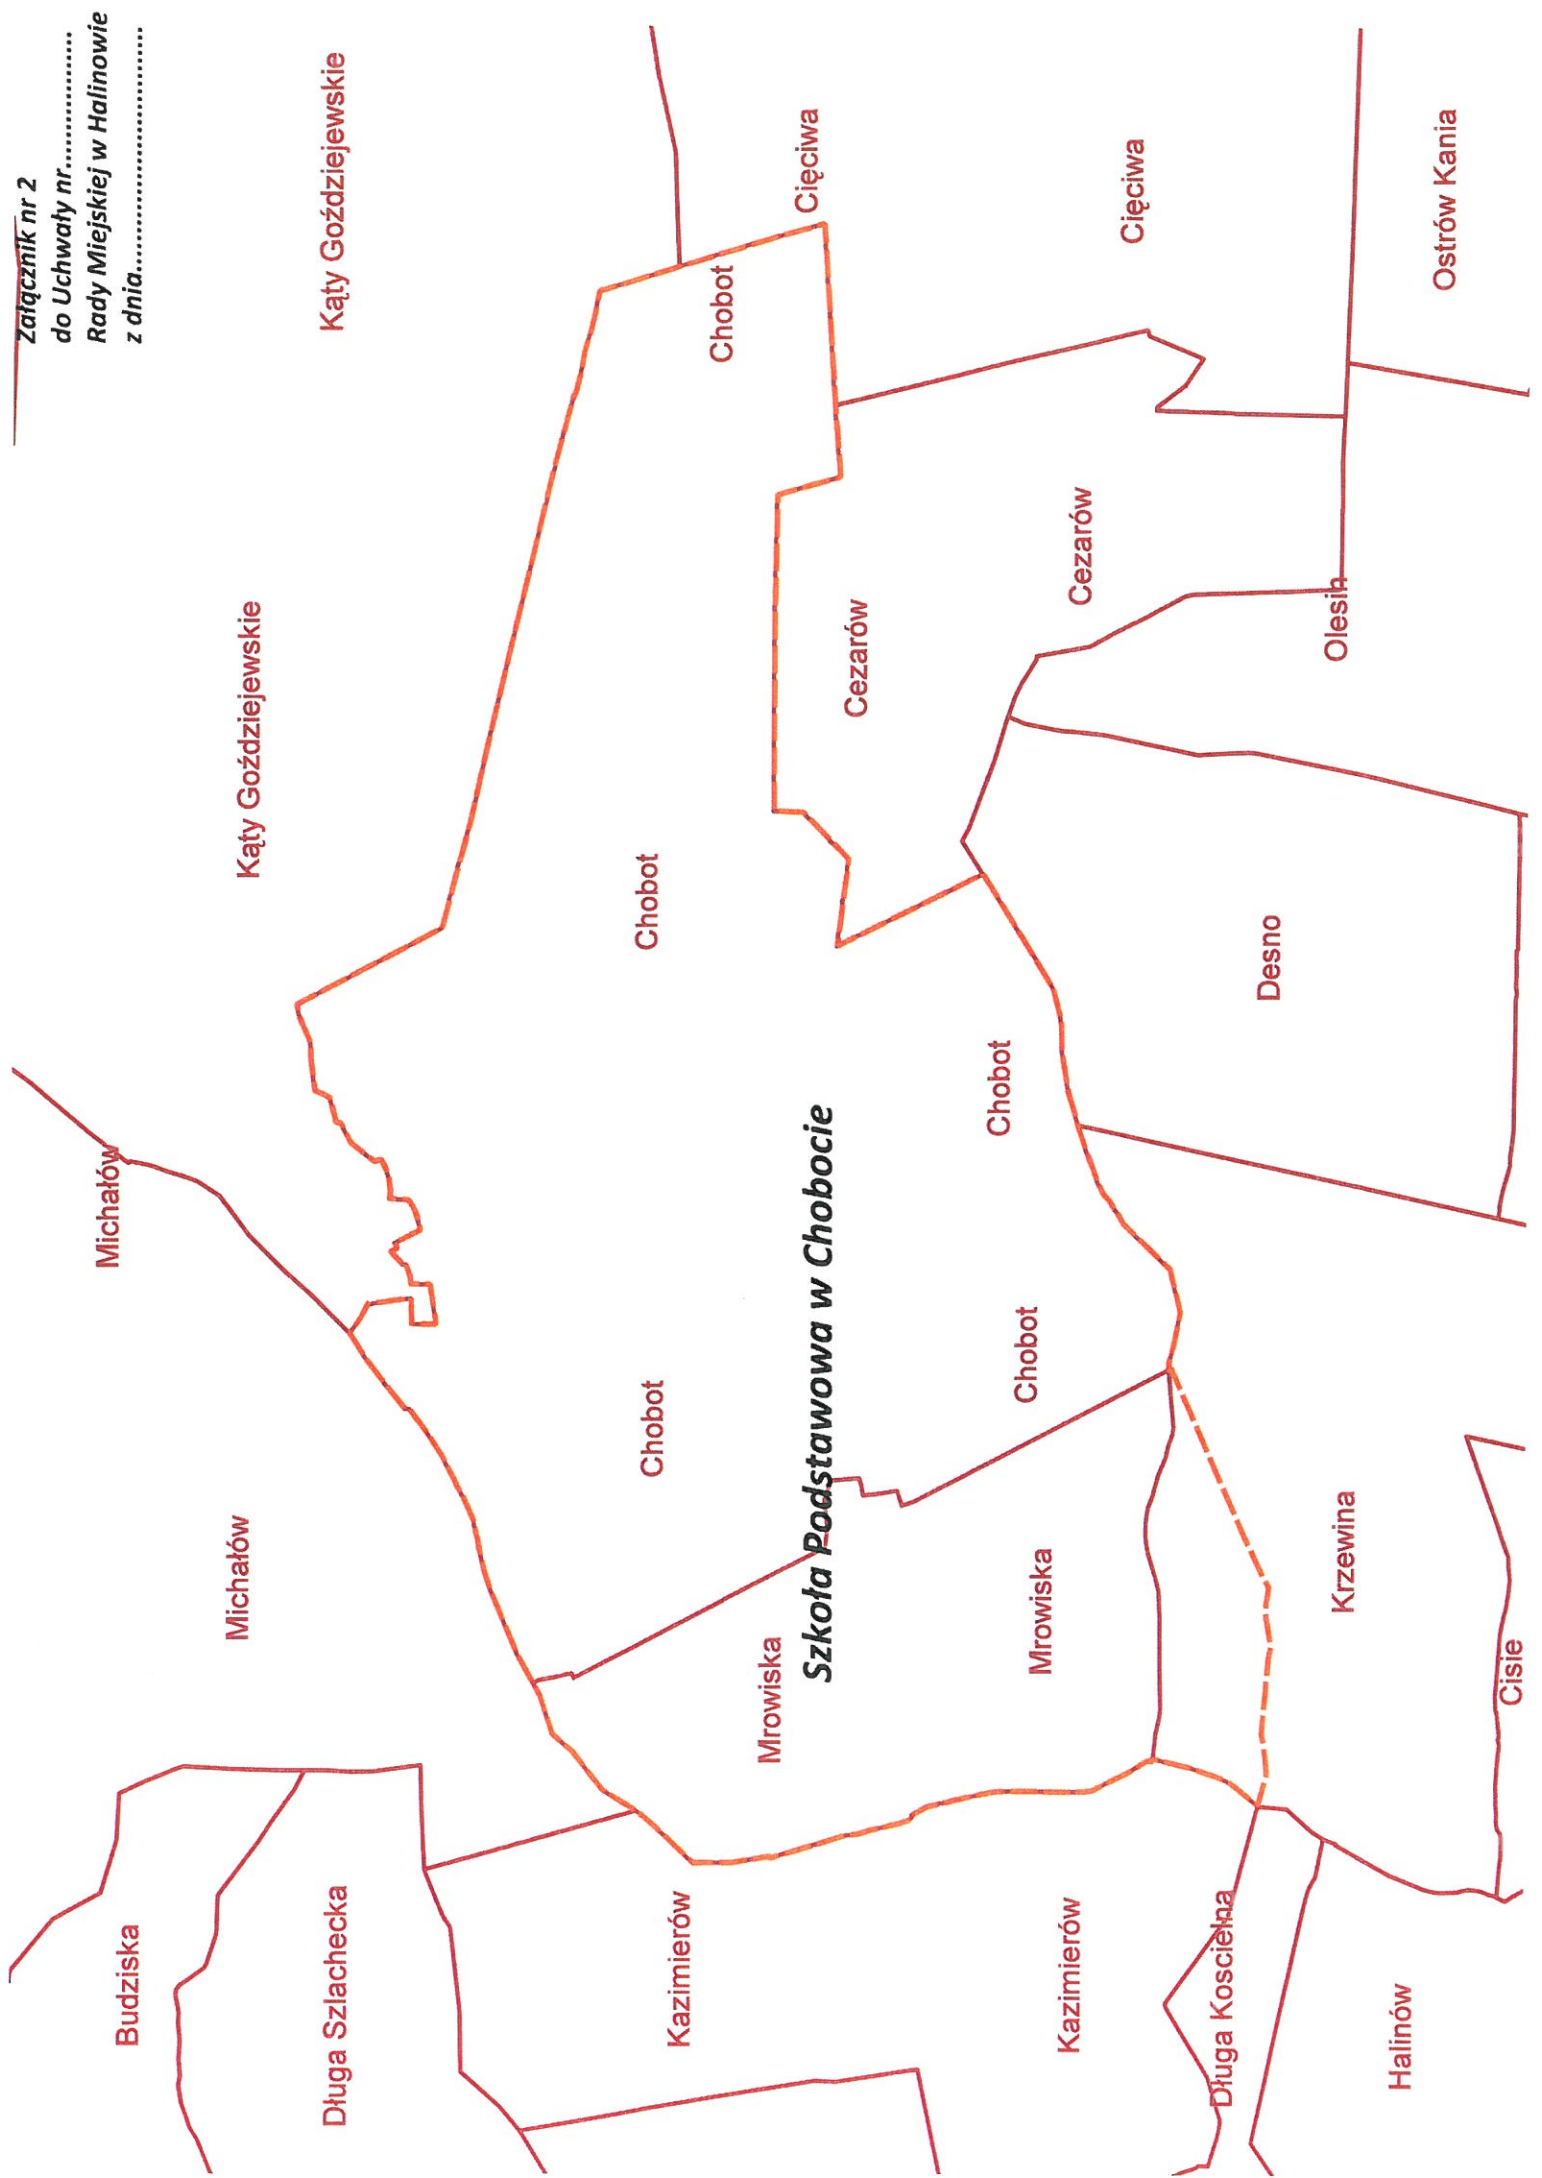 Załącznik nr 2
do Uchwały nr......................
Rady Miejskiej w Halinowie
z dnia...................................
Budziska
Michałów
Michałów
Kąty Goździejewskie
Kąty Goździejewskie
Długa Szlachecka
Kazimierów
Mrowiska
Chobot
Chobot
Chobot
Cięciwa
Szkoła Podstawowa w Chobocie
Cezarów
Kazimierów
Mrowiska
Chobot
Chobot
Cezarów
Cięciwa
Długa Koscielna
Desno
Halinów
Krzewina
Olesin
Ostrów Kania
Cisie